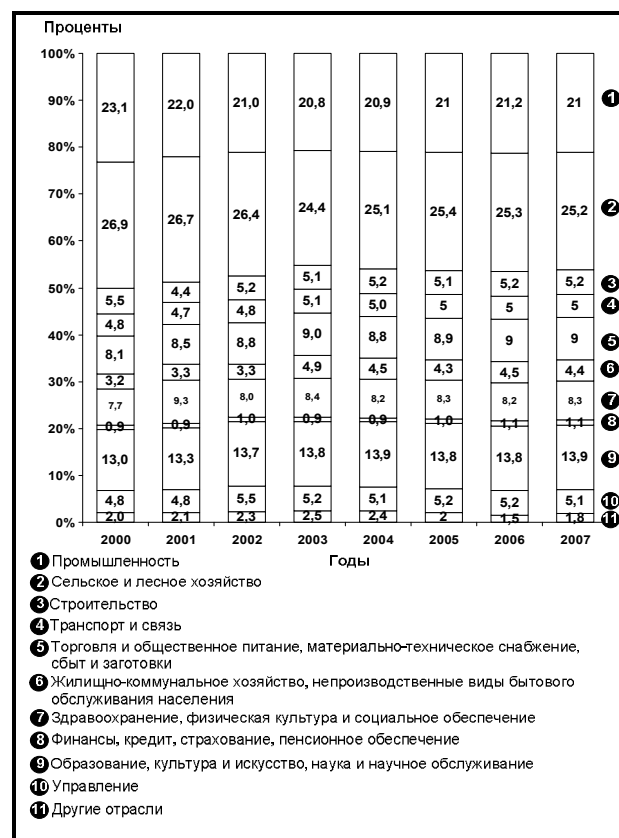 Проценты
100%
23,1 22,0 21,0 20,8 20,9 21 21,2 21 1
90%
80%
70%
26,9 26,7 26,4 24,4 25,1 25,4 25,3 25,2 2
60%
50%
5,5 4,4 5,2 5,1 5,2 5,1 5,2 5,2 3
4,8 4,7 4,8 5,1 5,0 5 5 5 4
40%
8,1 8,5 8,8 9,0 8,8 8,9 9 9 5
3,2 3,3 3,3 4,9 4,5 4,3 4,5 4,4 6
30%
7,7 9,3 8,0 8,4 8,2 8,3 8,2 8,3 7
0,9 0,9 1,0 0,9 0,9 1,0 1,1 1,1 8
20%
13,0 13,3 13,7 13,8 13,9 13,8 13,8 13,9 9
10%
4,8 4,8 5,5 5,2 5,1 5,2 5,2 5,1 10
2,0 2,1 2,3 2,5 2,4 2 1,5 1,8 11
0%
2000 2001 2002 2003 2004 2005 2006 2007
Годы
1 Промышленность
2 Сельское и лесное хозяйство
3 Строительство
4 Транспорт и связь
5 Торговля и общественное питание, материально-техническое снабжение,
сбыт и заготовки
6 Жилищно-коммунальное хозяйство, непроизводственные виды бытового
обслуживания населения
7 Здравоохранение, физическая культура и социальное обеспечение
8 Финансы, кредит, страхование, пенсионное обеспечение
9 Образование, культура и искусство, наука и научное обслуживание
10 Управление
11 Другие отрасли